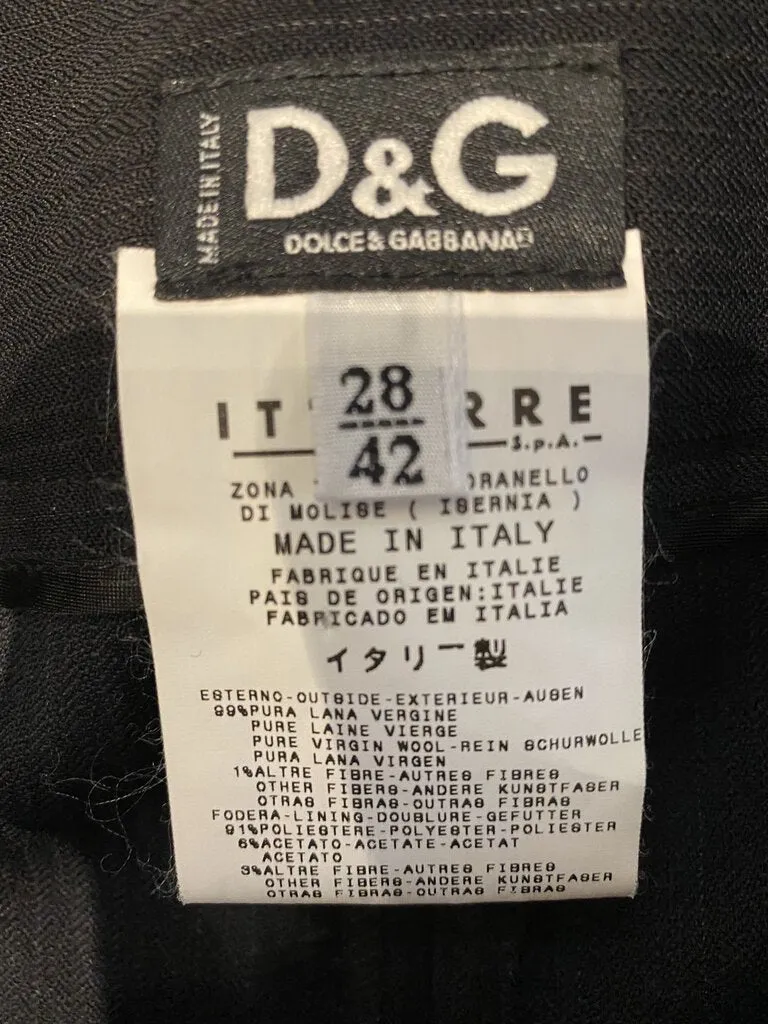 MADE IN ITALY
D&G
DOLCE & GABBANA
28
42
RRE
S.p.A.
ZONA
DI MOLISE ( ISERNIA )
MADE IN ITALY
FABRIQUE EN ITALIE
PAIS DE ORIGEN:ITALIE
FABRICADO EM ITALIA
イタリー製
ESTERNO-OUTSIDE-EXTERIEUR-AUSEN
99%PURA LANA VERGINE
PURE LAINE VIERGE
PURE VIRGIN WOOL-REIN SCHURWOLLE
PURA LANA VIRGEN
1%ALTRE FIBRE-AUTRES FIBRES
OTHER FIBERS-ANDERE KUNSTFASER
OTRAS FIBRAS-OUTRAS FIBRAS
FODERA-LINING-DOUBLURE-GEFUTTER
91%POLIESTERE-POLYESTER-POLIESTER
6%ACETATO-ACETATE-ACETAT
ACETATO
3%ALTRE FIBRE-AUTRES FIBRES
OTHER FIBERS-ANDERE KUNSTFASER
OTRAS FIBRAS-OUTRAS FIBRAS